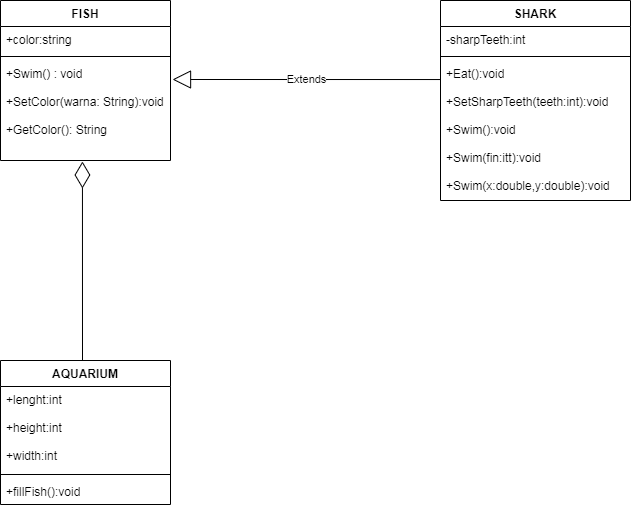 FISH
+color:string
+Swim() : void
+SetColor(warna: String):void
+GetColor(): String
Extends
SHARK
-sharpTeeth:int
+Eat():void
+SetSharpTeeth(teeth:int):void
+Swim():void
+Swim(fin:itt):void
+Swim(x:double,y:double):void
AQUARIUM
+lenght:int
+height:int
+width:int
+fillFish():void